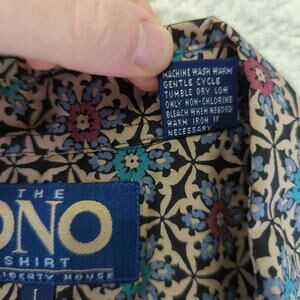 MACHINE WASH WARM
GENTLE CYCLE
TUMBLE DRY LOW
ONLY NON-CHLORINE
BLEACH WHEN NEEDED
WARM IRON IF
NECESSARY
THE
ONO
SHIRT
LIBERTY HOUSE
L